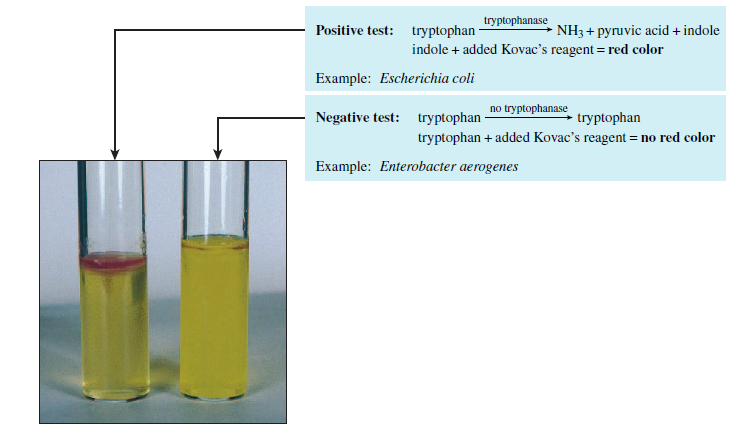 Positive test: tryptophan tryptophanase NH3 + pyruvic acid + indole
indole + added Kovac's reagent = red color
Example: Escherichia coli
Negative test: tryptophan no tryptophanase tryptophan
tryptophan + added Kovac's reagent = no red color
Example: Enterobacter aerogenes